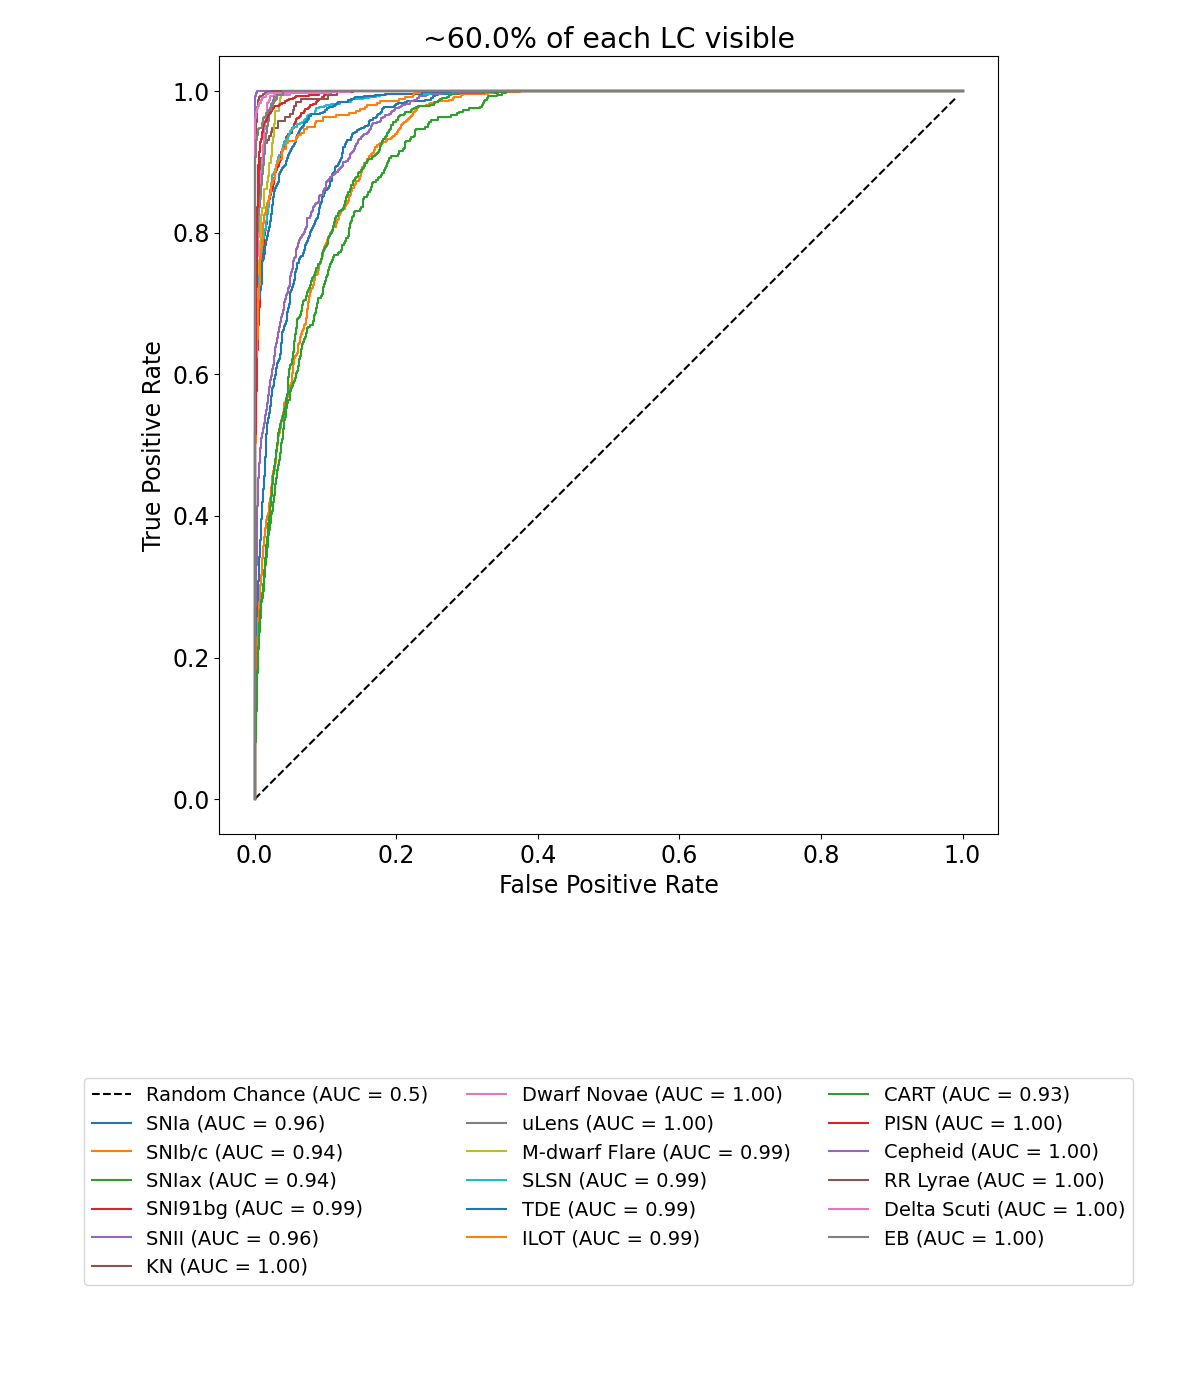 ~60.0% of each LC visible
1.0
0.8
0.6
0.4
0.2
0.0
True Positive Rate
0.0 0.2 0.4 0.6 0.8 1.0
False Positive Rate
Random Chance (AUC = 0.5)
SNIa (AUC = 0.96)
SNIb/c (AUC = 0.94)
SNIax (AUC = 0.94)
SNI91bg (AUC = 0.99)
SNII (AUC = 0.96)
KN (AUC = 1.00)
Dwarf Novae (AUC = 1.00)
uLens (AUC = 1.00)
M-dwarf Flare (AUC = 0.99)
SLSN (AUC = 0.99)
TDE (AUC = 0.99)
ILOT (AUC = 0.99)
CART (AUC = 0.93)
PISN (AUC = 1.00)
Cepheid (AUC = 1.00)
RR Lyrae (AUC = 1.00)
Delta Scuti (AUC = 1.00)
EB (AUC = 1.00)